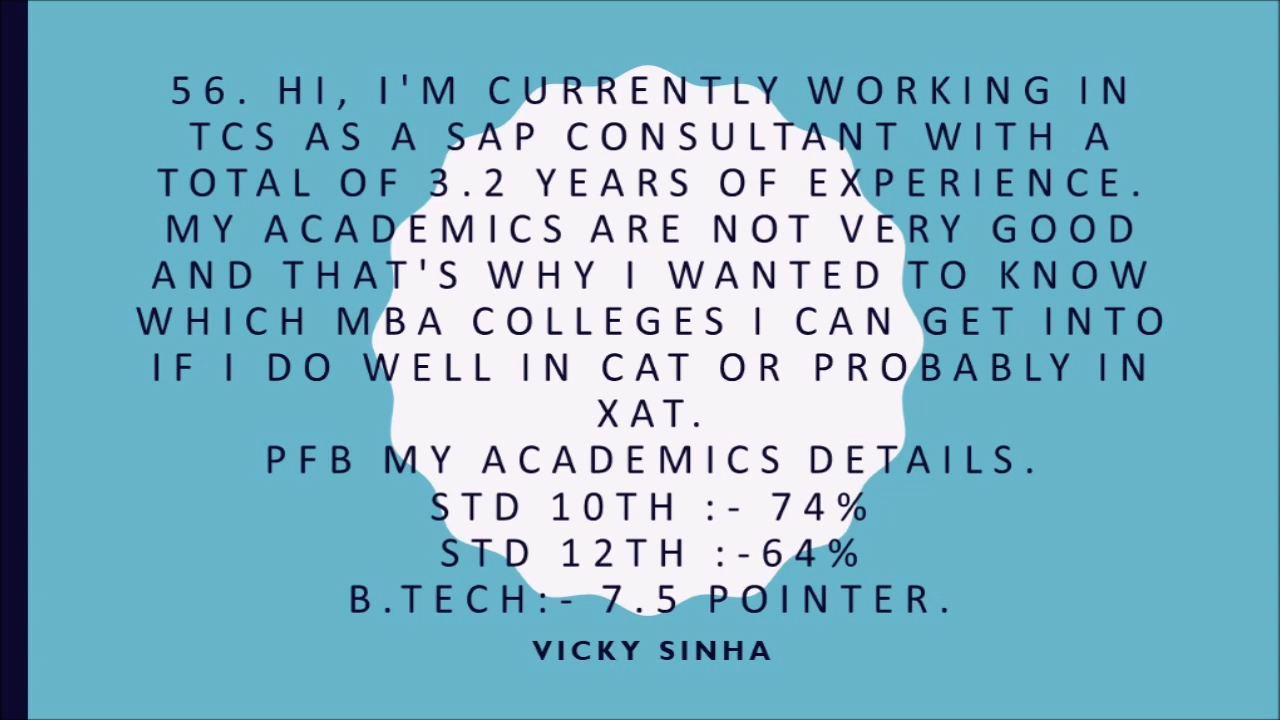 56. HI, I'M CURRENTLY WORKING IN
TCS AS A SAP CONSULTANT WITH A
TOTAL OF 3.2 YEARS OF EXPERIENCE.
MY ACADEMICS ARE NOT VERY GOOD
AND THAT'S WHY I WANTED TO KNOW
WHICH MBA COLLEGES I CAN GET INTO
IF I DO WELL IN CAT OR PROBABLY IN
XAT.
PFB MY ACADEMICS DETAILS.
STD 10TH :- 74%
STD 12TH :-64%
B.TECH:- 7.5 POINTER.
VICKY SINHA